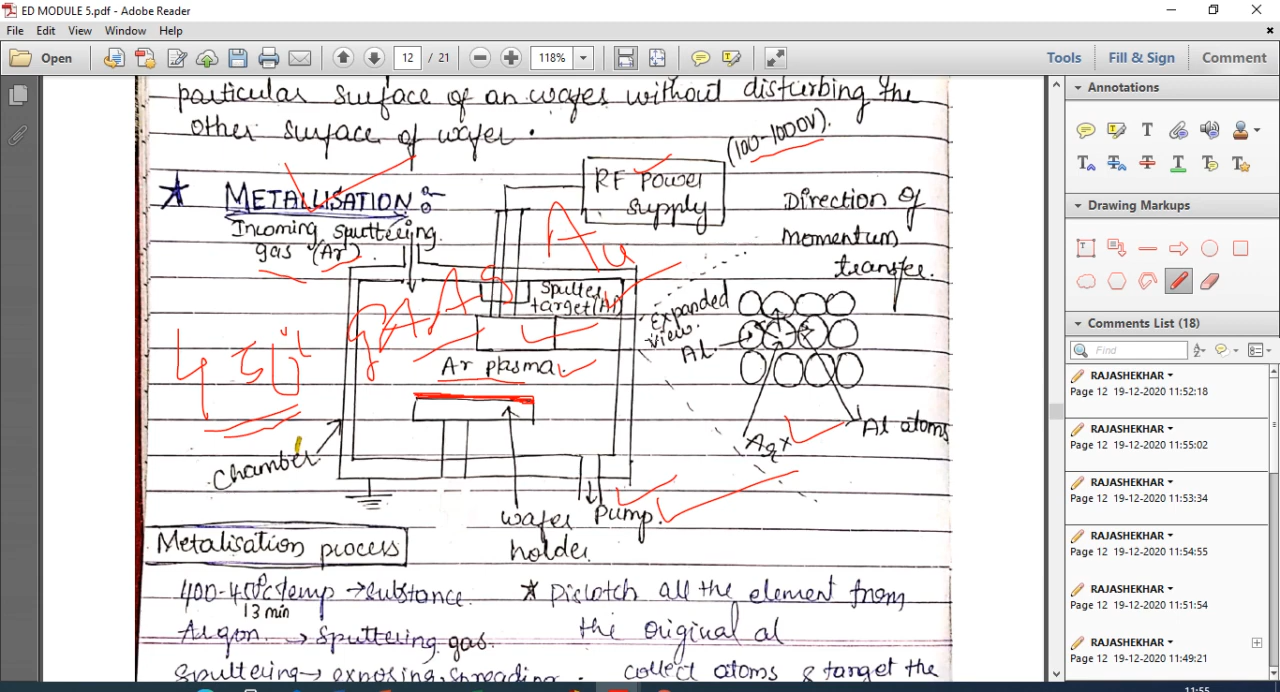 ED MODULE 5.pdf - Adobe Reader
File Edit View Window Help
Open 12 / 21 118% Tools Fill & Sign Comment
particular surface of an wafes without disturbing the
other surface of wafer.
(100-1000V).
★ METALLISATION:
RF Power
supply
Incoming sputtering
gas (Ar)
Au
gAAS
Sputter
target (Al)
Direction of
Momentum
transfer.
Expanded
view.
Al
Ar plasma.
450°c
Al atoms
Chamber
wafer
holder
Pump.
Metalisation process
400-450°c temp → substance.
13 min
Argon → Sputtering gas.
sputtering → exposing, spreading.
★ Dislotch all the element from
the original al
collect atoms & target the
Annotations
Drawing Markups
Comments List (18)
Find
RAJASHEKHAR
Page 12 19-12-2020 11:52:18
RAJASHEKHAR
Page 12 19-12-2020 11:55:02
RAJASHEKHAR
Page 12 19-12-2020 11:53:34
RAJASHEKHAR
Page 12 19-12-2020 11:54:55
RAJASHEKHAR
Page 12 19-12-2020 11:51:54
RAJASHEKHAR
Page 12 19-12-2020 11:49:21
11:55